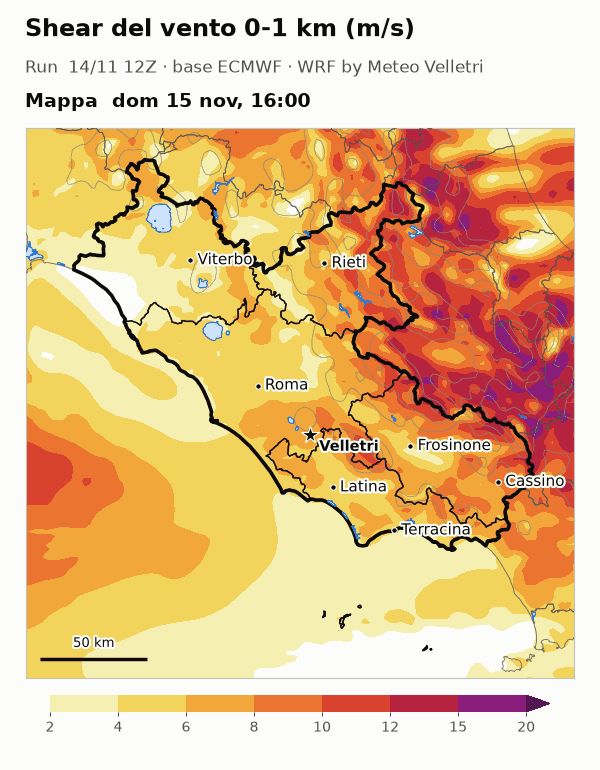 Shear del vento 0-1 km (m/s)
Run  14/11 12Z · base ECMWF · WRF by Meteo Velletri
Mappa  dom 15 nov, 16:00
Viterbo
Rieti
Roma
Velletri
Frosinone
Latina
Cassino
Terracina
50 km
2 4 6 8 10 12 15 20